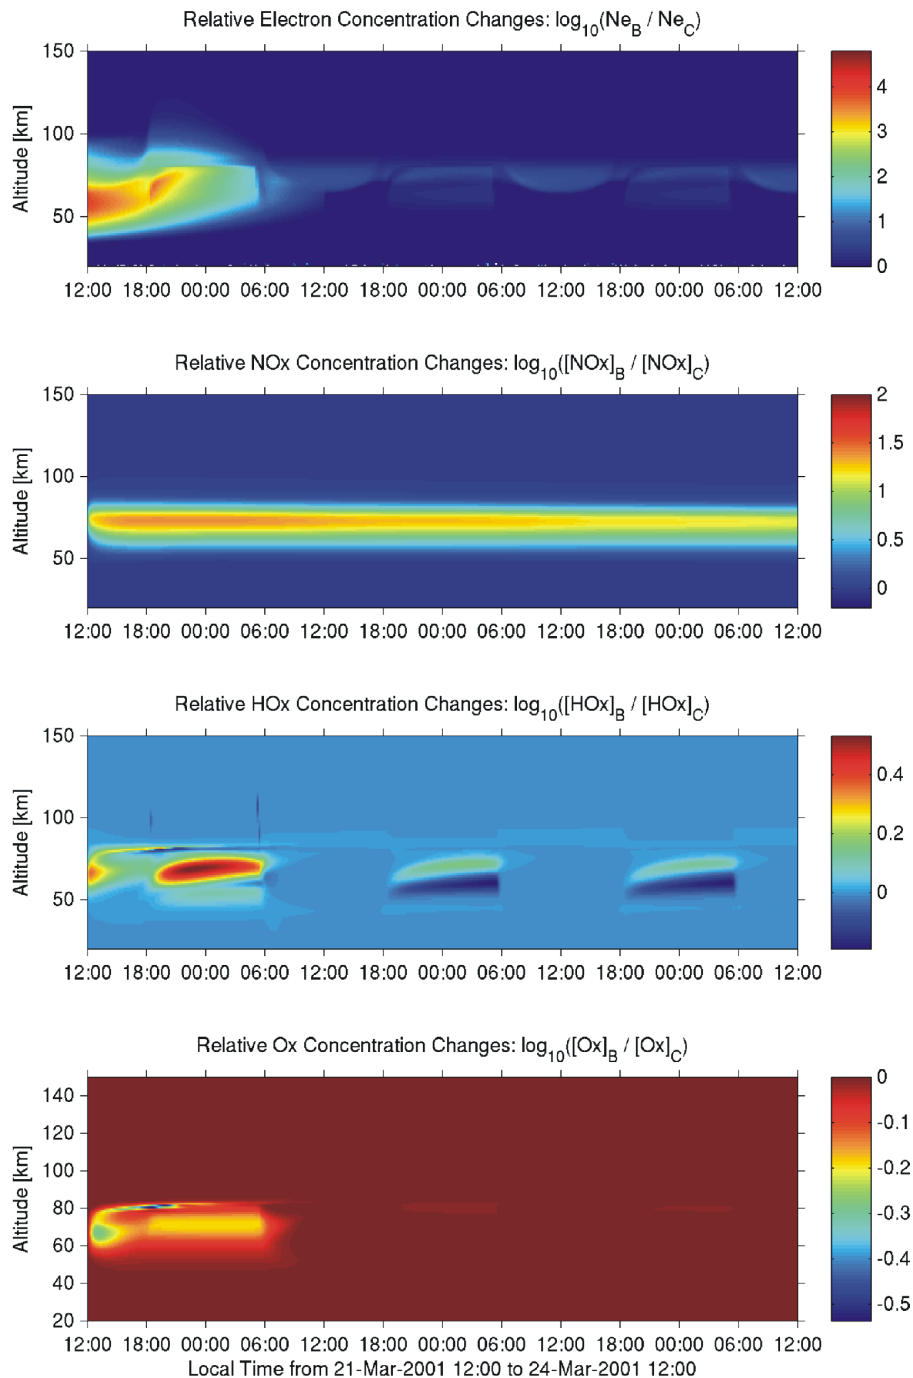 Relative Electron Concentration Changes: log10(NeB / NeC)
150
100
50
Altitude [km]
4
3
2
1
0
12:00 18:00 00:00 06:00 12:00 18:00 00:00 06:00 12:00 18:00 00:00 06:00 12:00
Relative NOx Concentration Changes: log10([NOx]B / [NOx]C)
150
100
50
Altitude [km]
2
1.5
1
0.5
0
12:00 18:00 00:00 06:00 12:00 18:00 00:00 06:00 12:00 18:00 00:00 06:00 12:00
Relative HOx Concentration Changes: log10([HOx]B / [HOx]C)
150
100
50
Altitude [km]
0.4
0.2
0
12:00 18:00 00:00 06:00 12:00 18:00 00:00 06:00 12:00 18:00 00:00 06:00 12:00
Relative Ox Concentration Changes: log10([Ox]B / [Ox]C)
140
120
100
80
60
40
20
Altitude [km]
0
-0.1
-0.2
-0.3
-0.4
-0.5
12:00 18:00 00:00 06:00 12:00 18:00 00:00 06:00 12:00 18:00 00:00 06:00 12:00
Local Time from 21-Mar-2001 12:00 to 24-Mar-2001 12:00